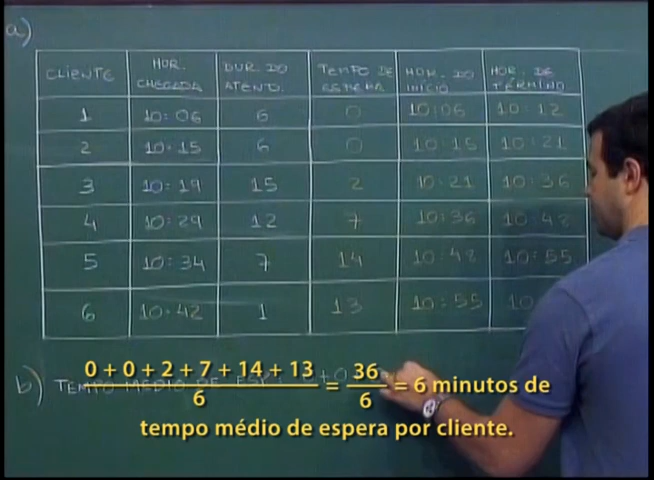 a)
CLIENTE HOR. CHEGADA DUR. DO ATEND. TEMPO DE ESPERA HOR. DO INÍCIO HOR. DE TÉRMINO
1 10:06 6 0 10:06 10:12
2 10:15 6 0 10:15 10:21
3 10:19 15 2 10:21 10:36
4 10:29 12 7 10:36 10:48
5 10:34 7 14 10:48 10:55
6 10:42 1 13 10:55 10
b) TEMPO MÉDIO DE
0 + 0 + 2 + 7 + 14 + 13 / 6 = 36 / 6 = 6 minutos de
tempo médio de espera por cliente.